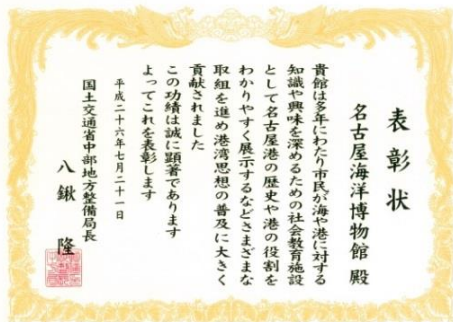 表彰状
名古屋海洋博物館 殿
貴館は多年にわたり市民が海や港に対する
知識や興味を深めるための社会教育施設
として名古屋港の歴史や港の役割を
わかりやすく展示するなどさまざまな
取組を進め港湾思想の普及に大きく
貢献されました
この功績は誠に顕著であります
よってこれを表彰します
平成二十六年七月二十一日
国土交通省中部地方整備局長
八鍬 隆